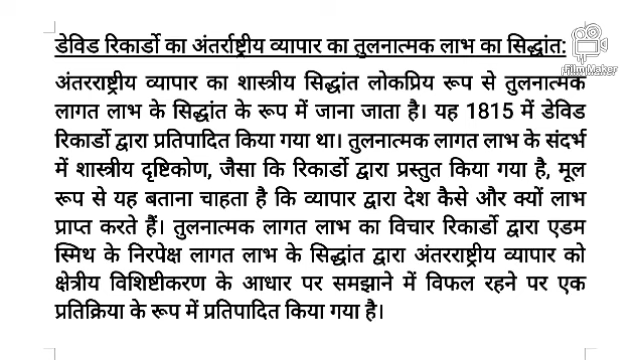 डेविड रिकार्डो का अंतर्राष्ट्रीय व्यापार का तुलनात्मक लाभ का सिद्धांत:
अंतरराष्ट्रीय व्यापार का शास्त्रीय सिद्धांत लोकप्रिय रूप से तुलनात्मक
लागत लाभ के सिद्धांत के रूप में जाना जाता है। यह 1815 में डेविड
रिकार्डो द्वारा प्रतिपादित किया गया था। तुलनात्मक लागत लाभ के संदर्भ
में शास्त्रीय दृष्टिकोण, जैसा कि रिकार्डो द्वारा प्रस्तुत किया गया है, मूल
रूप से यह बताना चाहता है कि व्यापार द्वारा देश कैसे और क्यों लाभ
प्राप्त करते हैं। तुलनात्मक लागत लाभ का विचार रिकार्डो द्वारा एडम
स्मिथ के निरपेक्ष लागत लाभ के सिद्धांत द्वारा अंतरराष्ट्रीय व्यापार को
क्षेत्रीय विशिष्टीकरण के आधार पर समझाने में विफल रहने पर एक
प्रतिक्रिया के रूप में प्रतिपादित किया गया है।
FilmMaker